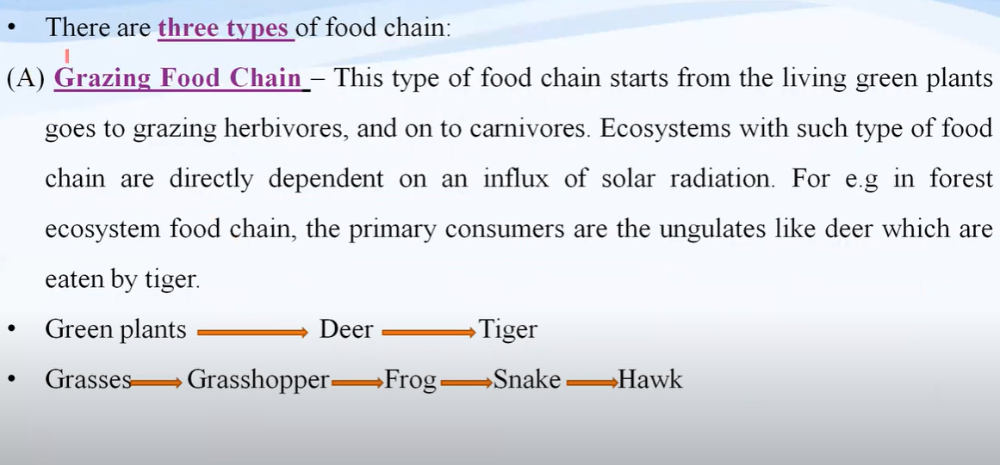 • There are three types of food chain:
(A) Grazing Food Chain – This type of food chain starts from the living green plants
goes to grazing herbivores, and on to carnivores. Ecosystems with such type of food
chain are directly dependent on an influx of solar radiation. For e.g in forest
ecosystem food chain, the primary consumers are the ungulates like deer which are
eaten by tiger.
• Green plants → Deer → Tiger
• Grasses → Grasshopper → Frog → Snake → Hawk